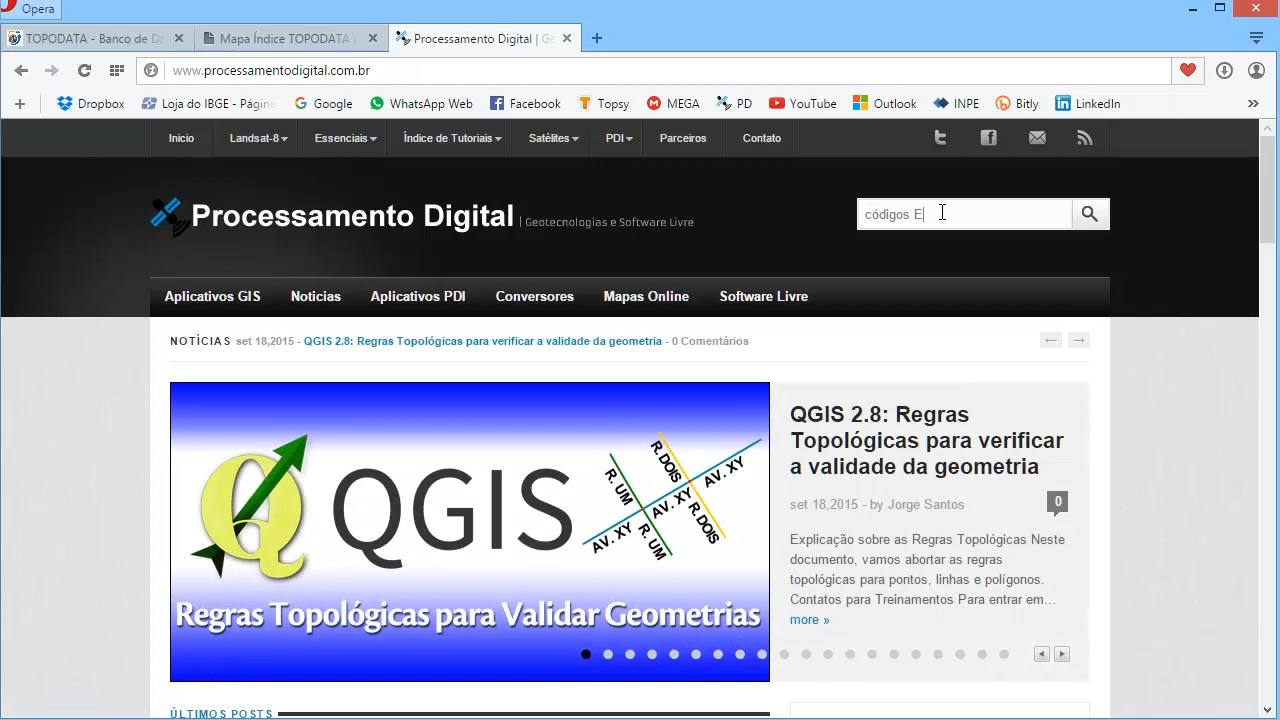 Opera
TOPODATA - Banco de Da
Mapa Índice TOPODATA
Processamento Digital | Ge
www.processamentodigital.com.br
Dropbox
Loja do IBGE - Página
Google
WhatsApp Web
Facebook
Topsy
MEGA
PD
YouTube
Outlook
INPE
Bitly
LinkedIn
»
Inicio
Landsat-8
Essenciais
Índice de Tutoriais
Satélites
PDI
Parceiros
Contato
Processamento Digital | Geotecnologias e Software Livre
códigos E
Aplicativos GIS
Noticias
Aplicativos PDI
Conversores
Mapas Online
Software Livre
NOTÍCIAS set 18,2015 - QGIS 2.8: Regras Topológicas para verificar a validade da geometria - 0 Comentários
QGIS
R. UM
R. DOIS
AV. XY
AV. XY
AV. XY
R. UM
R. DOIS
Regras Topológicas para Validar Geometrias
QGIS 2.8: Regras
Topológicas para verificar
a validade da geometria
set 18,2015 - by Jorge Santos
0
Explicação sobre as Regras Topológicas Neste
documento, vamos abortar as regras
topológicas para pontos, linhas e polígonos.
Contatos para Treinamentos Para entrar em...
more »
ÚLTIMOS POSTS